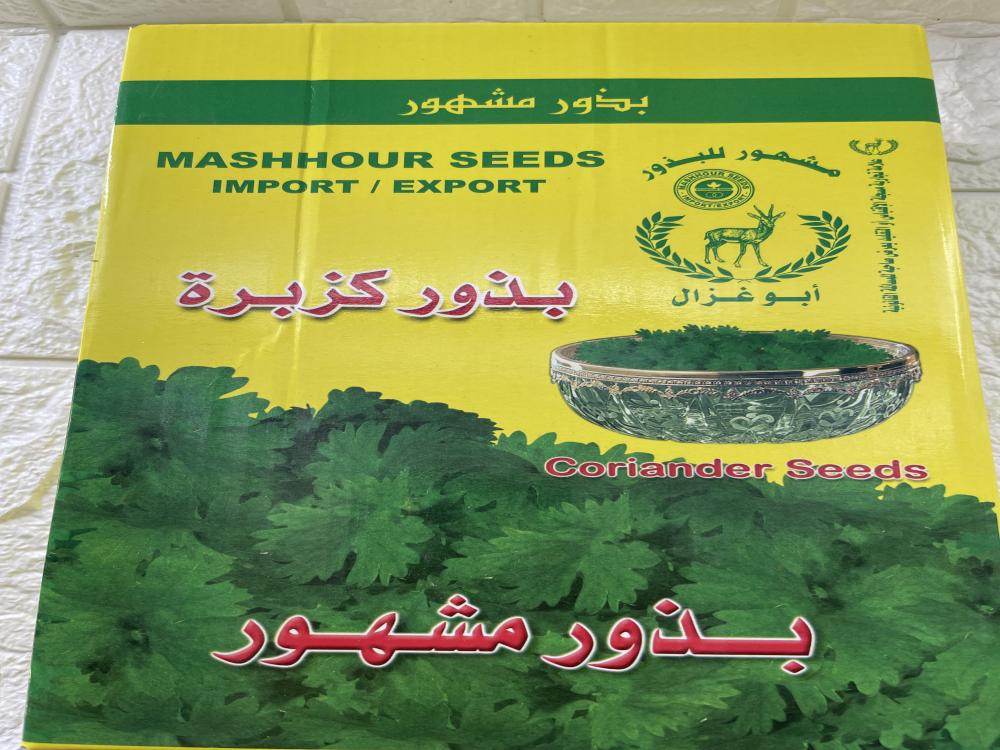 بذور مشهور
MASHHOUR SEEDS
IMPORT / EXPORT
مشهور للبذور
MASHHOUR SEEDS
IMPORT/EXPORT
أبو غزال
بذور كزبرة
Coriander Seeds
بذور مشهور